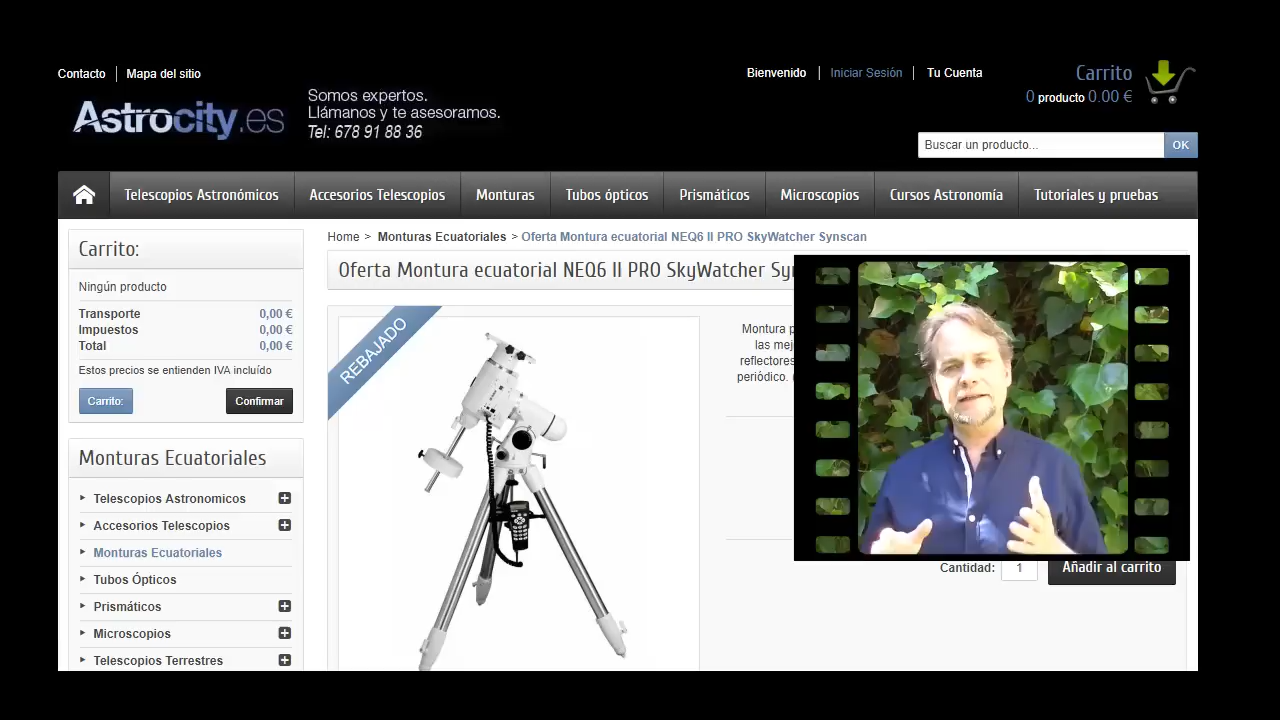 Contacto
Mapa del sitio
Bienvenido
Iniciar Sesión
Tu Cuenta
Carrito
0 producto 0.00 €
Astrocity.es
Somos expertos.
Llámanos y te asesoramos.
Tel: 678 91 88 36
Buscar un producto...
OK
Telescopios Astronómicos
Accesorios Telescopios
Monturas
Tubos ópticos
Prismáticos
Microscopios
Cursos Astronomía
Tutoriales y pruebas
Carrito:
Ningún producto
Transporte 0,00 €
Impuestos 0,00 €
Total 0,00 €
Estos precios se entienden IVA incluído
Carrito:
Confirmar
Monturas Ecuatoriales
Telescopios Astronomicos
Accesorios Telescopios
Monturas Ecuatoriales
Tubos Ópticos
Prismáticos
Microscopios
Telescopios Terrestres
Home > Monturas Ecuatoriales > Oferta Montura ecuatorial NEQ6 II PRO SkyWatcher Synscan
Oferta Montura ecuatorial NEQ6 II PRO SkyWatcher
REBAJADO
Montura
las
reflectores
periódico.
Cantidad: 1
Añadir al carrito